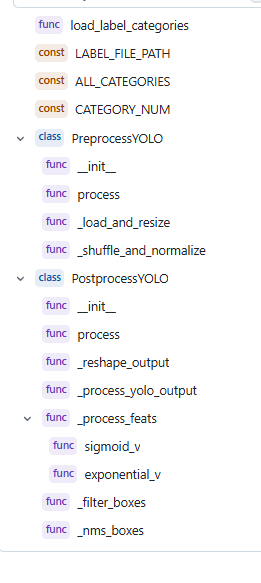 func load_label_categories
const LABEL_FILE_PATH
const ALL_CATEGORIES
const CATEGORY_NUM
class PreprocessYOLO
func __init__
func process
func _load_and_resize
func _shuffle_and_normalize
class PostprocessYOLO
func __init__
func process
func _reshape_output
func _process_yolo_output
func _process_feats
func sigmoid_v
func exponential_v
func _filter_boxes
func _nms_boxes